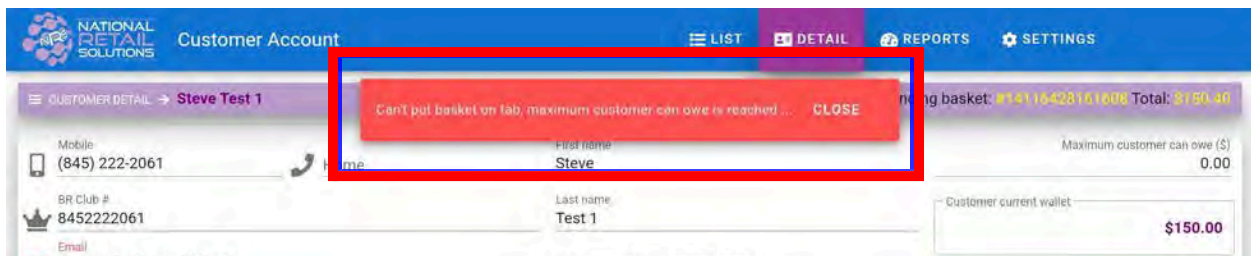 NATIONAL
RETAIL
SOLUTIONS
Customer Account
LIST
DETAIL
REPORTS
SETTINGS
CUSTOMER DETAIL → Steve Test 1
Can't put basket on tab, maximum customer can owe is reached ... CLOSE
basket: Total: $150.40
Mobile
(845) 222-2061
First name
Steve
Maximum customer can owe ($)
0.00
BR Club #
8452222061
Last name
Test 1
Customer current wallet
$150.00
Email